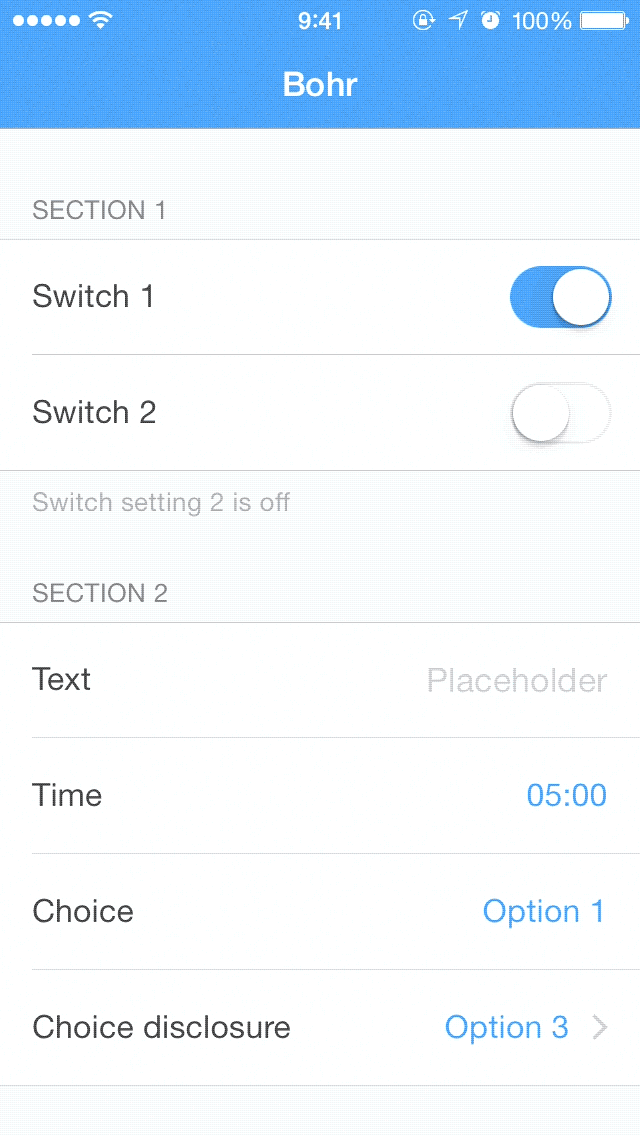 9:41 100%
Bohr
SECTION 1
Switch 1
Switch 2
Switch setting 2 is off
SECTION 2
Text Placeholder
Time 05:00
Choice Option 1
Choice disclosure Option 3